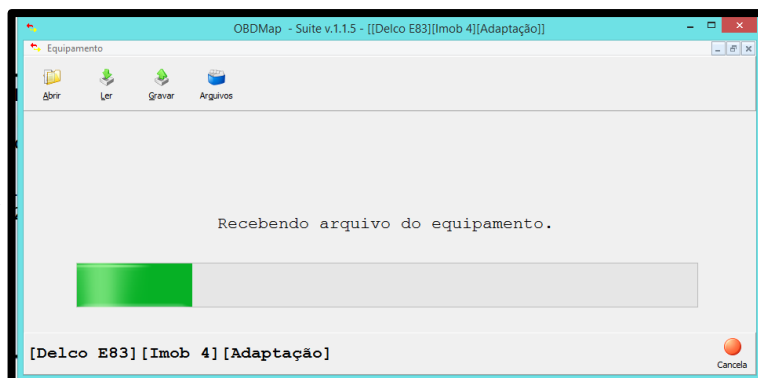 OBDMap - Suite v.1.1.5 - [[Delco E83][Imob 4][Adaptação]]
Equipamento
Abrir Ler Gravar Arquivos
Recebendo arquivo do equipamento.
[Delco E83][Imob 4][Adaptação]
Cancela